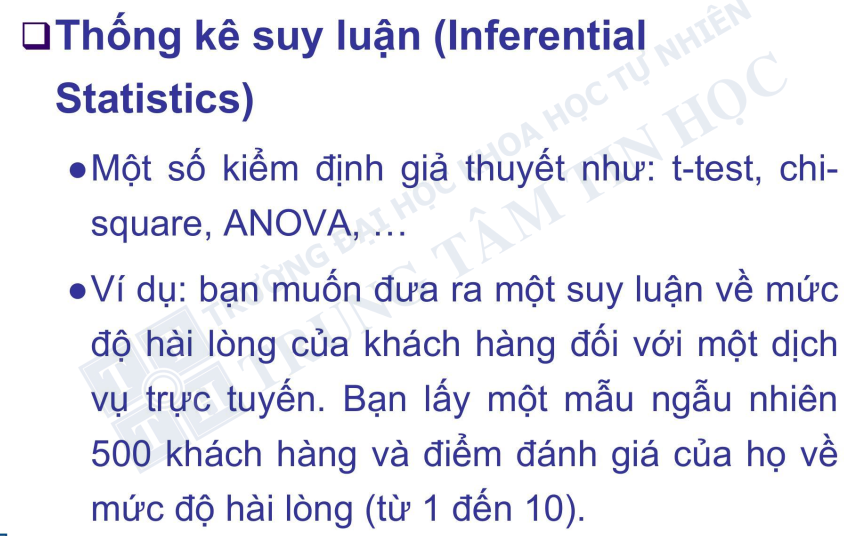 Thống kê suy luận (Inferential
Statistics)
●Một số kiểm định giả thuyết như: t-test, chi-
square, ANOVA, …
●Ví dụ: bạn muốn đưa ra một suy luận về mức
độ hài lòng của khách hàng đối với một dịch
vụ trực tuyến. Bạn lấy một mẫu ngẫu nhiên
500 khách hàng và điểm đánh giá của họ về
mức độ hài lòng (từ 1 đến 10).
TRƯỜNG ĐẠI HỌC KHOA HỌC TỰ NHIÊN
TRUNG TÂM TIN HỌC